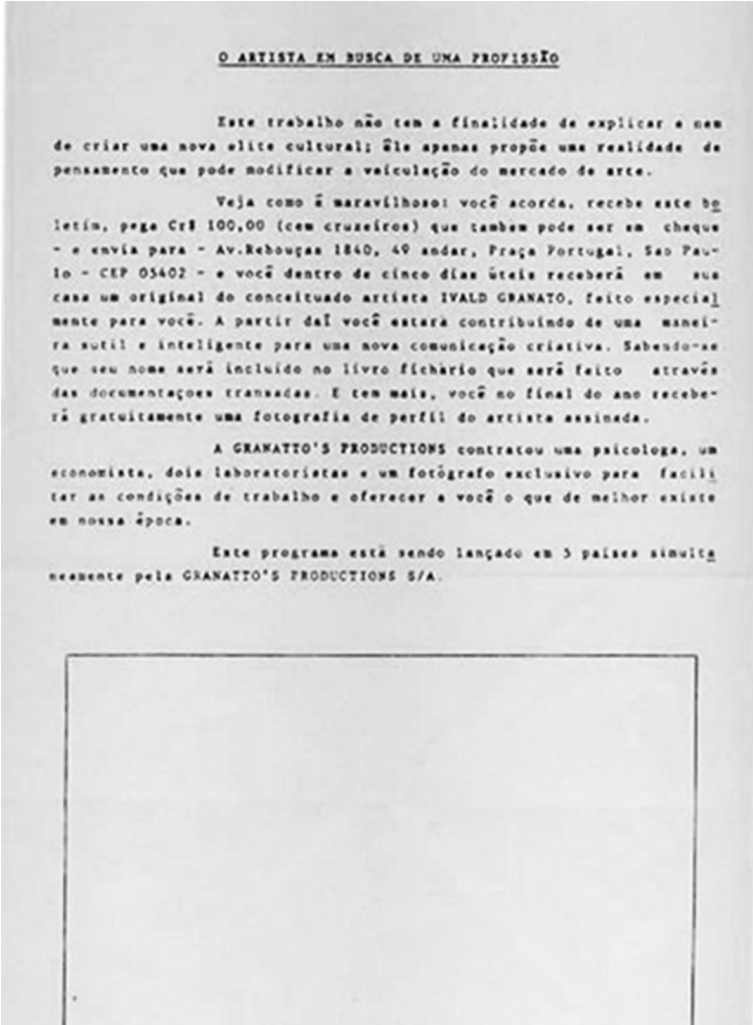 O ARTISTA EM BUSCA DE UMA PROFISSÃO
Este trabalho não tem a finalidade de explicar e nem
de criar uma nova elite cultural; êle apenas propõe uma realidade de
pensamento que pode modificar a veiculação do mercado de arte.
Veja como é maravilhoso: você acorda, recebe este bo
letim, pega Cr$ 100,00 (cem cruzeiros) que tambem pode ser em cheque
- e envia para - Av.Rebouças 1840, 4º andar, Praça Portugal, Sao Pau-
lo - CEP 05402 - e você dentro de cinco dias úteis receberá em sua
casa um original do conceituado artista IVALD GRANATO, feito especial
mente para você. A partir daí você estará contribuindo de uma manei-
ra sutil e inteligente para uma nova comunicação criativa. Sabendo-se
que seu nome será incluído no livro fichário que será feito através
das documentaçoes transadas. E tem mais, você no final do ano recebe-
rá gratuitamente uma fotografia de perfil do artista assinada.
A GRANATTO'S PRODUCTIONS contratou uma psicologa, um
economista, dois laboratoristas e um fotógrafo exclusivo para facili
tar as condições de trabalho e oferecer a você o que de melhor existe
em nossa época.
Este programa está sendo lançado em 5 países simulta
neamente pela GRANATTO'S PRODUCTIONS S/A.